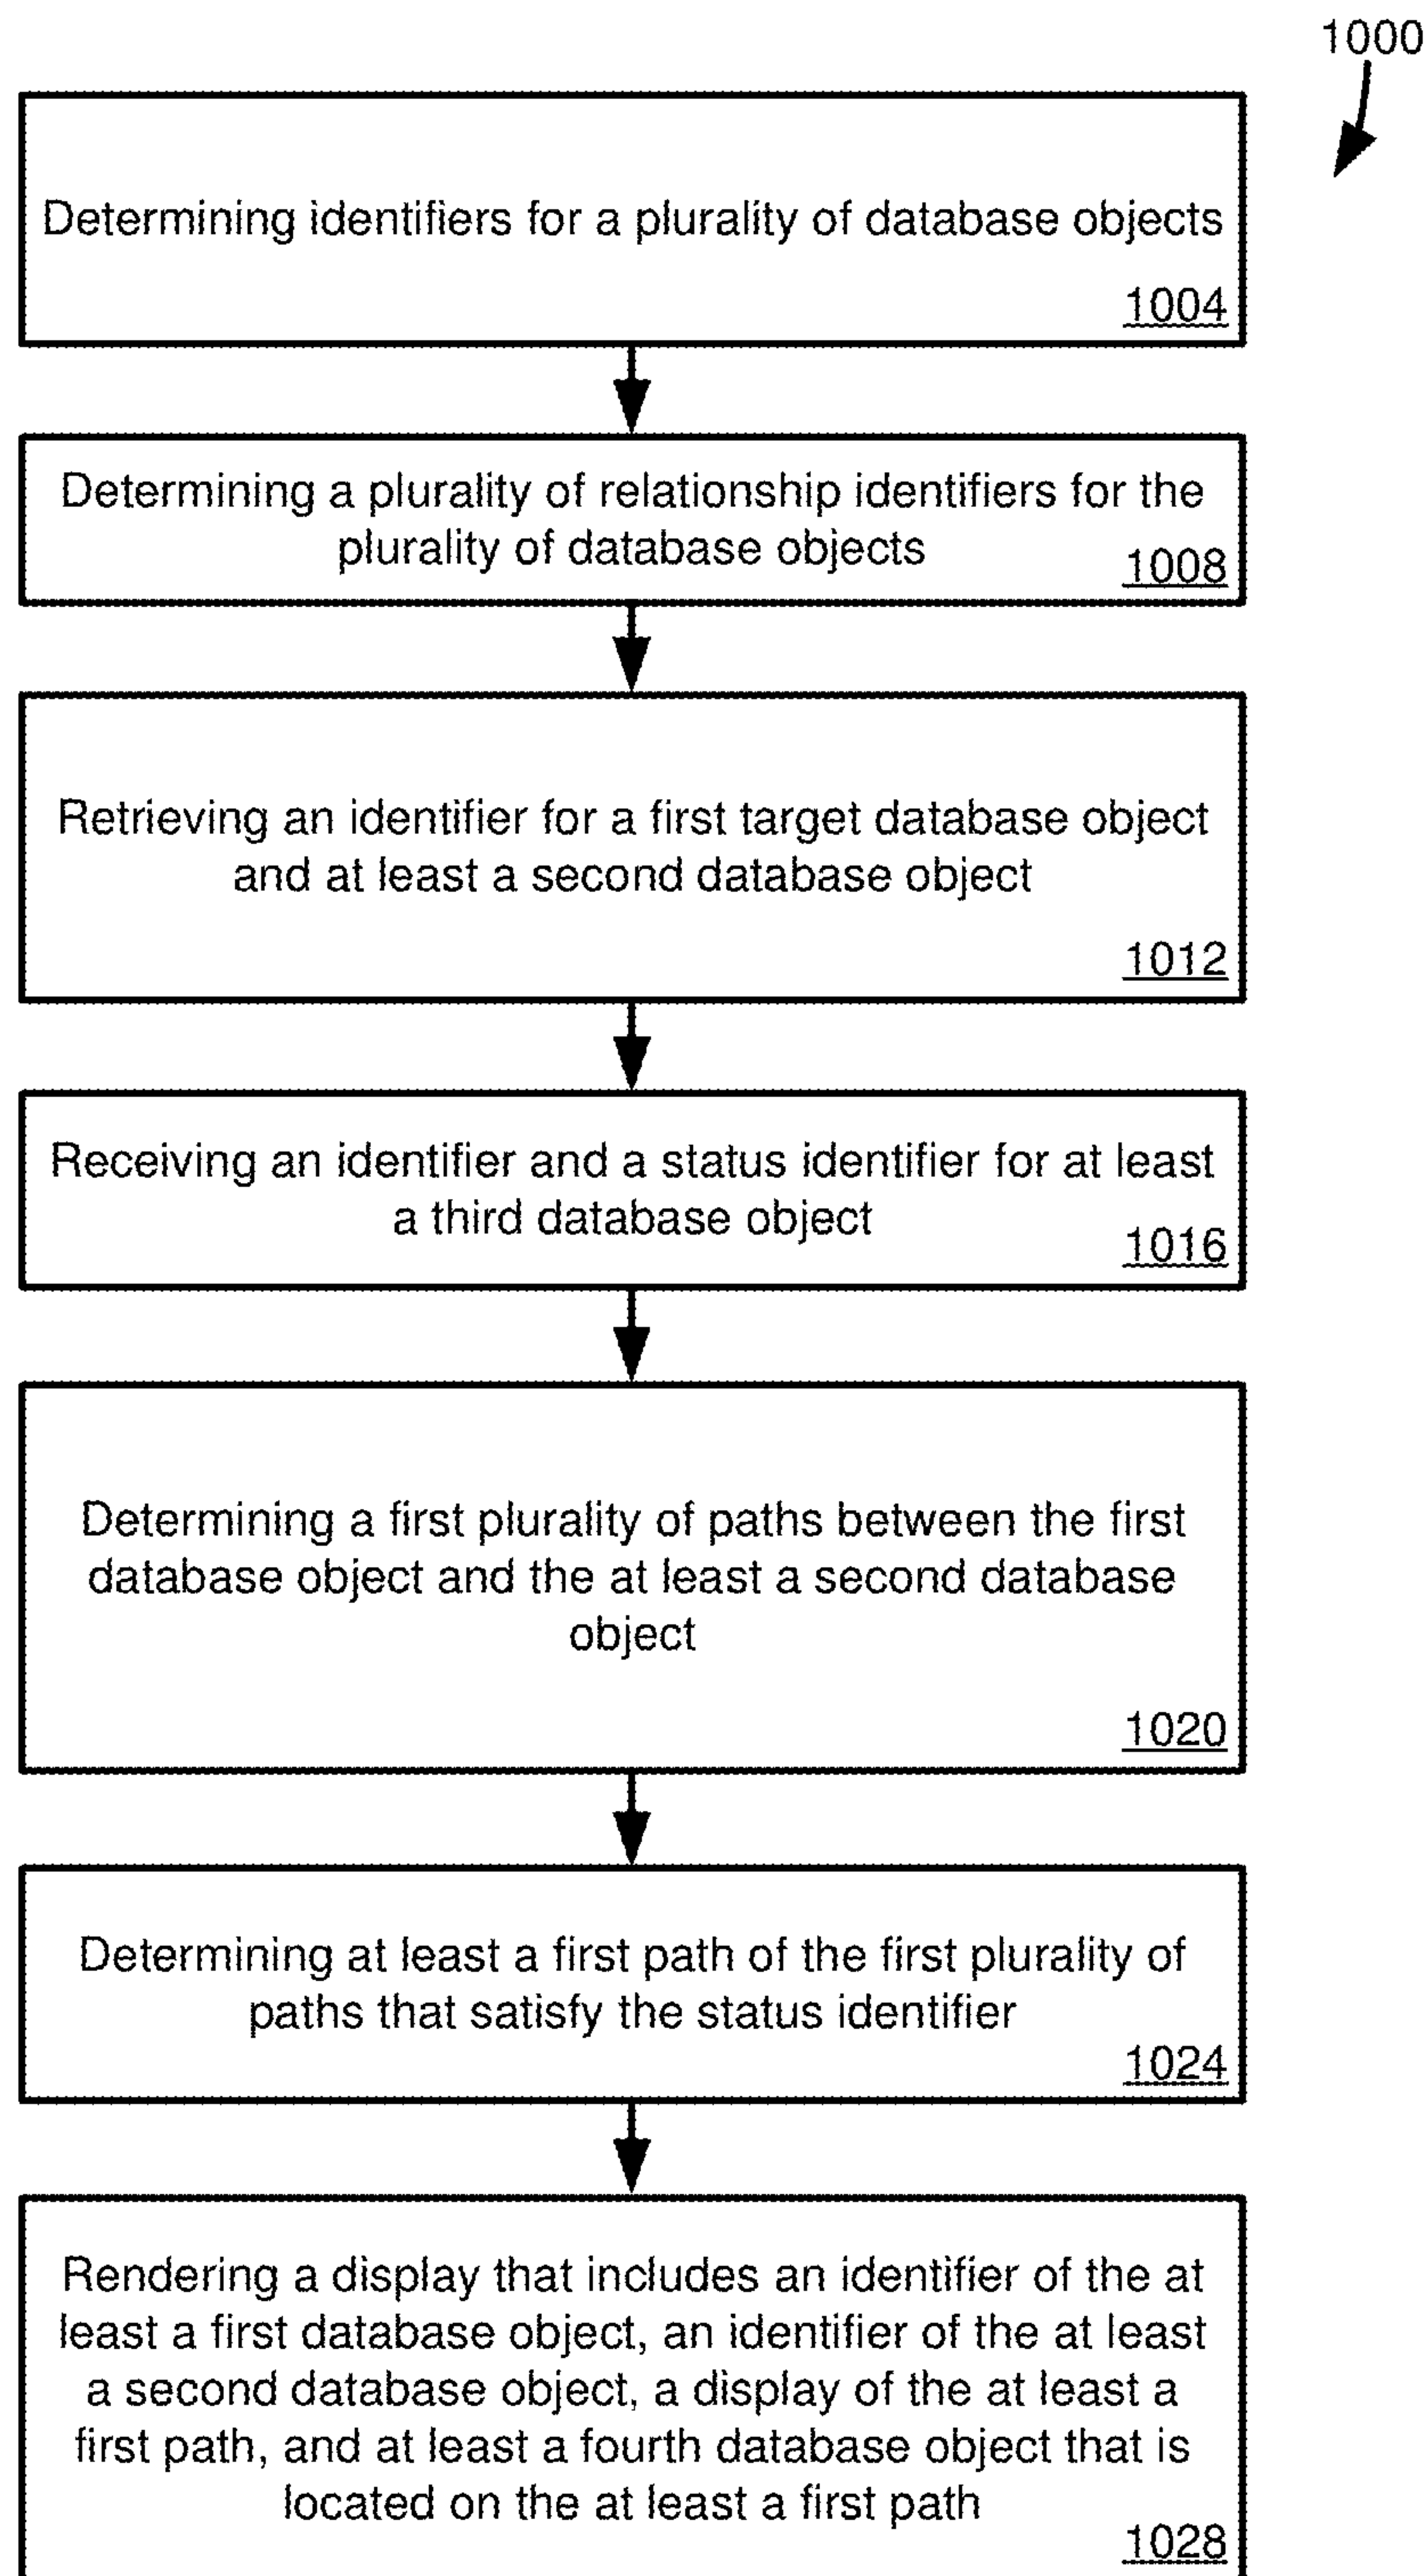 1000
Determining identifiers for a plurality of database objects
1004
Determining a plurality of relationship identifiers for the
plurality of database objects
1008
Retrieving an identifier for a first target database object
and at least a second database object
1012
Receiving an identifier and a status identifier for at least
a third database object
1016
Determining a first plurality of paths between the first
database object and the at least a second database
object
1020
Determining at least a first path of the first plurality of
paths that satisfy the status identifier
1024
Rendering a display that includes an identifier of the at
least a first database object, an identifier of the at least
a second database object, a display of the at least a
first path, and at least a fourth database object that is
located on the at least a first path
1028